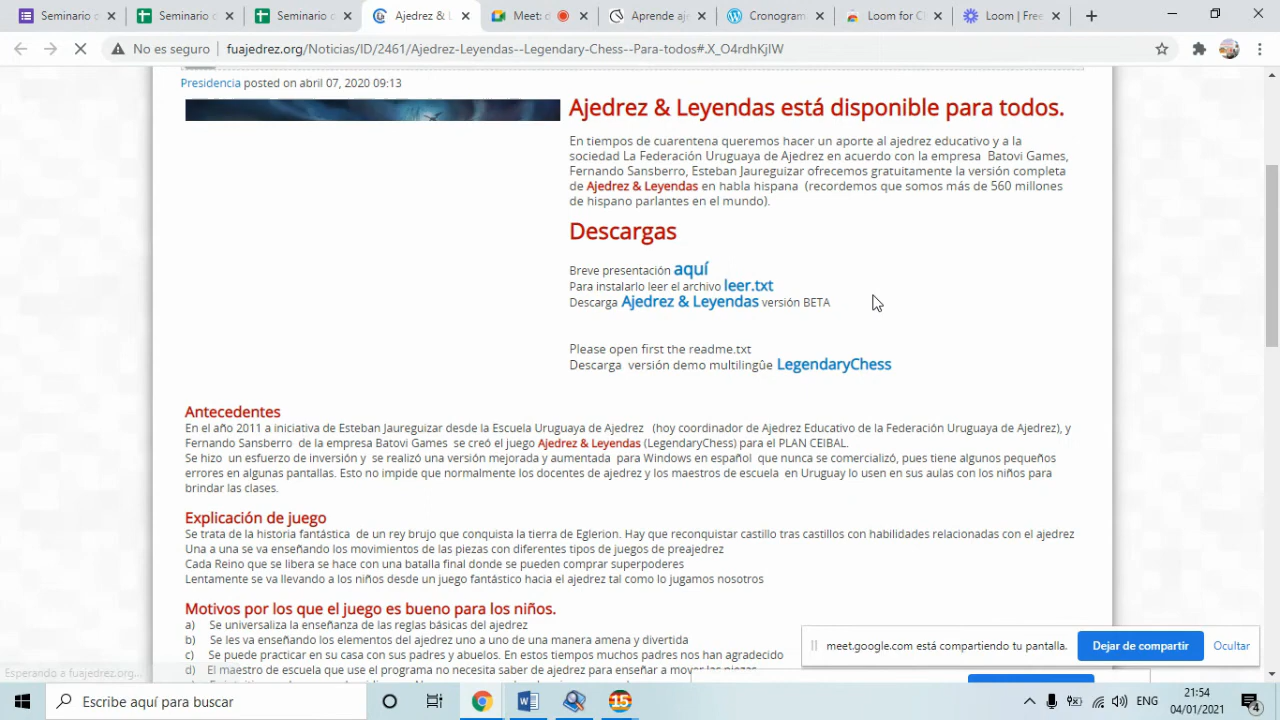 Seminario d
Seminario d
Seminario c
Ajedrez & L
Meet: d
Aprende aje
Cronogram
Loom for C
Loom | Free
No es seguro
fuajedrez.org/Noticias/ID/2461/Ajedrez-Leyendas--Legendary-Chess--Para-todos#.X_O4rdhKjIW
Presidencia posted on abril 07, 2020 09:13
Ajedrez & Leyendas está disponible para todos.
En tiempos de cuarentena queremos hacer un aporte al ajedrez educativo y a la
sociedad La Federación Uruguaya de Ajedrez en acuerdo con la empresa Batovi Games,
Fernando Sansberro, Esteban Jaureguizar ofrecemos gratuitamente la versión completa
de Ajedrez & Leyendas en habla hispana (recordemos que somos más de 560 millones
de hispano parlantes en el mundo).
Descargas
Breve presentación aquí
Para instalarlo leer el archivo leer.txt
Descarga Ajedrez & Leyendas versión BETA
Please open first the readme.txt
Descarga versión demo multilingûe LegendaryChess
Antecedentes
En el año 2011 a iniciativa de Esteban Jaureguizar desde la Escuela Uruguaya de Ajedrez (hoy coordinador de Ajedrez Educativo de la Federación Uruguaya de Ajedrez), y
Fernando Sansberro de la empresa Batovi Games se creó el juego Ajedrez & Leyendas (LegendaryChess) para el PLAN CEIBAL.
Se hizo un esfuerzo de inversión y se realizó una versión mejorada y aumentada para Windows en español que nunca se comercializó, pues tiene algunos pequeños
errores en algunas pantallas. Esto no impide que normalmente los docentes de ajedrez y los maestros de escuela en Uruguay lo usen en sus aulas con los niños para
brindar las clases.
Explicación de juego
Se trata de la historia fantástica de un rey brujo que conquista la tierra de Eglerion. Hay que reconquistar castillo tras castillos con habilidades relacionadas con el ajedrez
Una a una se va enseñando los movimientos de las piezas con diferentes tipos de juegos de preajedrez
Cada Reino que se libera se hace con una batalla final donde se pueden comprar superpoderes
Lentamente se va llevando a los niños desde un juego fantástico hacia el ajedrez tal como lo jugamos nosotros
Motivos por los que el juego es bueno para los niños.
a) Se universaliza la enseñanza de las reglas básicas del ajedrez
b) Se les va enseñando los elementos del ajedrez uno a uno de una manera amena y divertida
c) Se puede practicar en su casa con sus padres y abuelos. En estos tiempos muchos padres nos han agradecido
d) El maestro de escuela que use el programa no necesita saber de ajedrez para enseñar a mover las piezas
meet.google.com está compartiendo tu pantalla.
Dejar de compartir
Ocultar
Esperando a fuajedrez.org...
Escribe aquí para buscar
15
ENG
21:54
04/01/2021
4